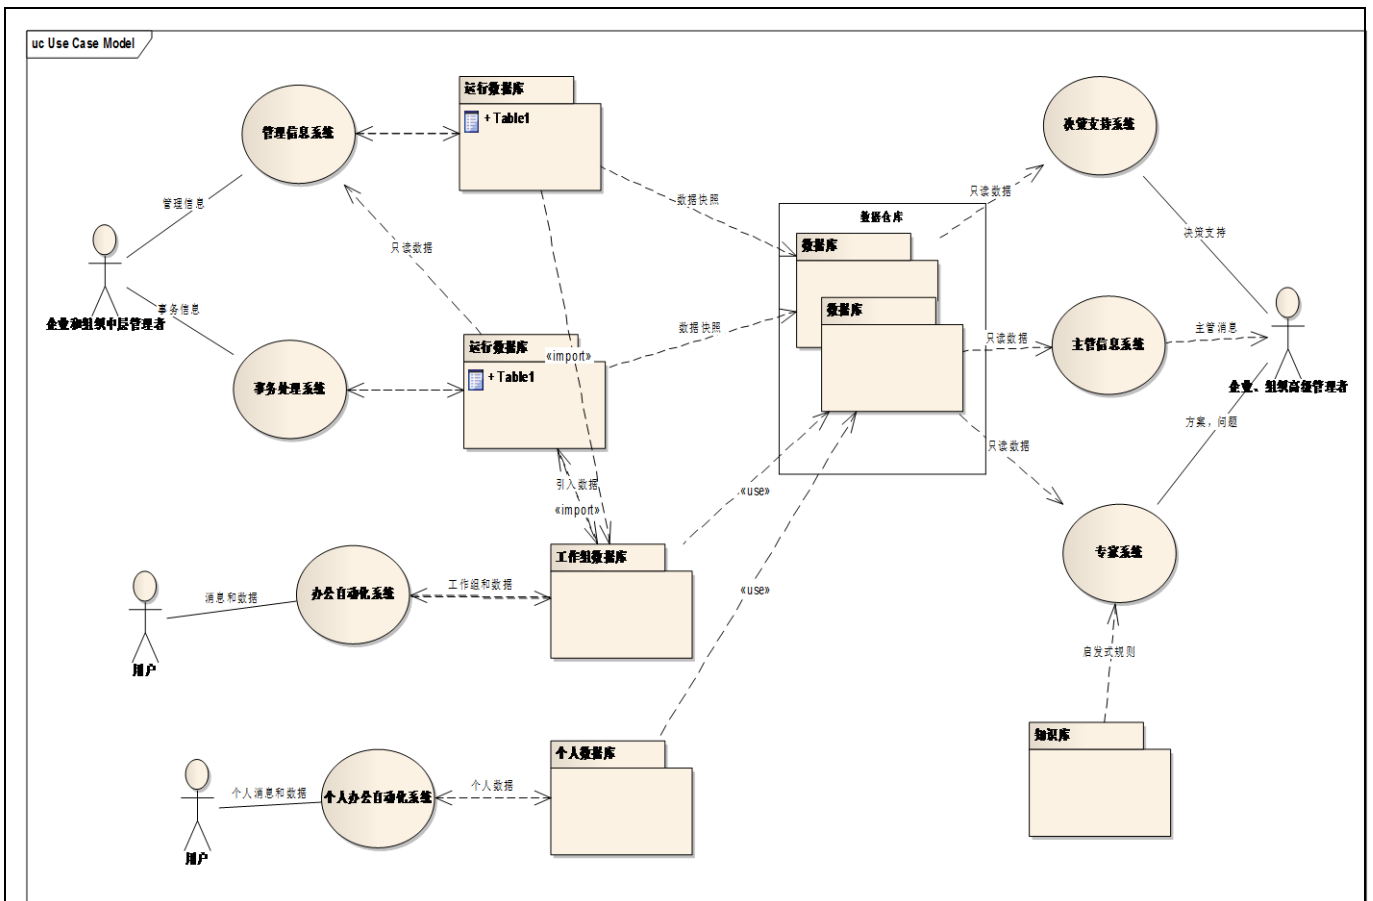 uc Use Case Model
运行数据库
+ Table1
管理信息系统
决策支持系统
管理信息
数据快照
只读数据
数据仓库
决策支持
只读数据
数据库
事务信息
企业和组织中层管理者
数据库
数据快照
主管消息
运行数据库
«import»
只读数据
主管信息系统
+ Table1
事务处理系统
企业、组织高级管理者
方案，问题
只读数据
引入数据
«use»
«import»
工作组数据库
专家系统
办公自动化系统
工作组和数据
消息和数据
«use»
用户
启发式规则
知识库
个人数据库
个人消息和数据
个人办公自动化系统
个人数据
用户